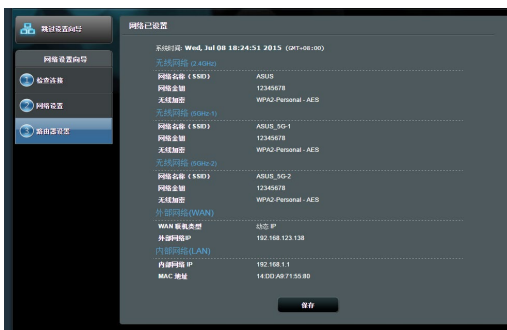 跳过设置向导
网络设置向导
检查连接
网络设置
路由器设置
网络已设置
系统时间: Wed, Jul 08 18:24:51 2015 (GMT+08:00)
无线网络 (2.4GHz)
网络名称（SSID） ASUS
网络金钥 12345678
无线加密 WPA2-Personal - AES
无线网络 (5GHz-1)
网络名称（SSID） ASUS_5G-1
网络金钥 12345678
无线加密 WPA2-Personal - AES
无线网络 (5GHz-2)
网络名称（SSID） ASUS_5G-2
网络金钥 12345678
无线加密 WPA2-Personal - AES
外部网络(WAN)
WAN 联机类型 动态 IP
外部网络IP 192.168.123.138
内部网络(LAN)
内部网络 IP 192.168.1.1
MAC 地址 14:DD:A9:71:55:80
保存